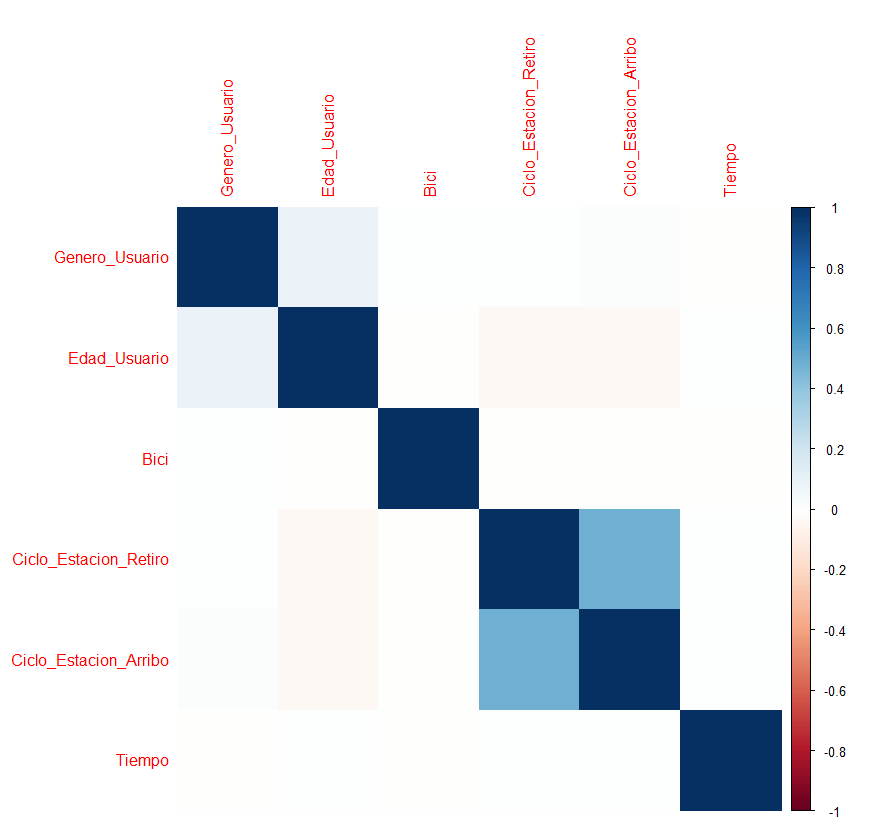 Genero_Usuario
Edad_Usuario
Bici
Ciclo_Estacion_Retiro
Ciclo_Estacion_Arribo
Tiempo
Genero_Usuario
Edad_Usuario
Bici
Ciclo_Estacion_Retiro
Ciclo_Estacion_Arribo
Tiempo
1
0.8
0.6
0.4
0.2
0
-0.2
-0.4
-0.6
-0.8
-1